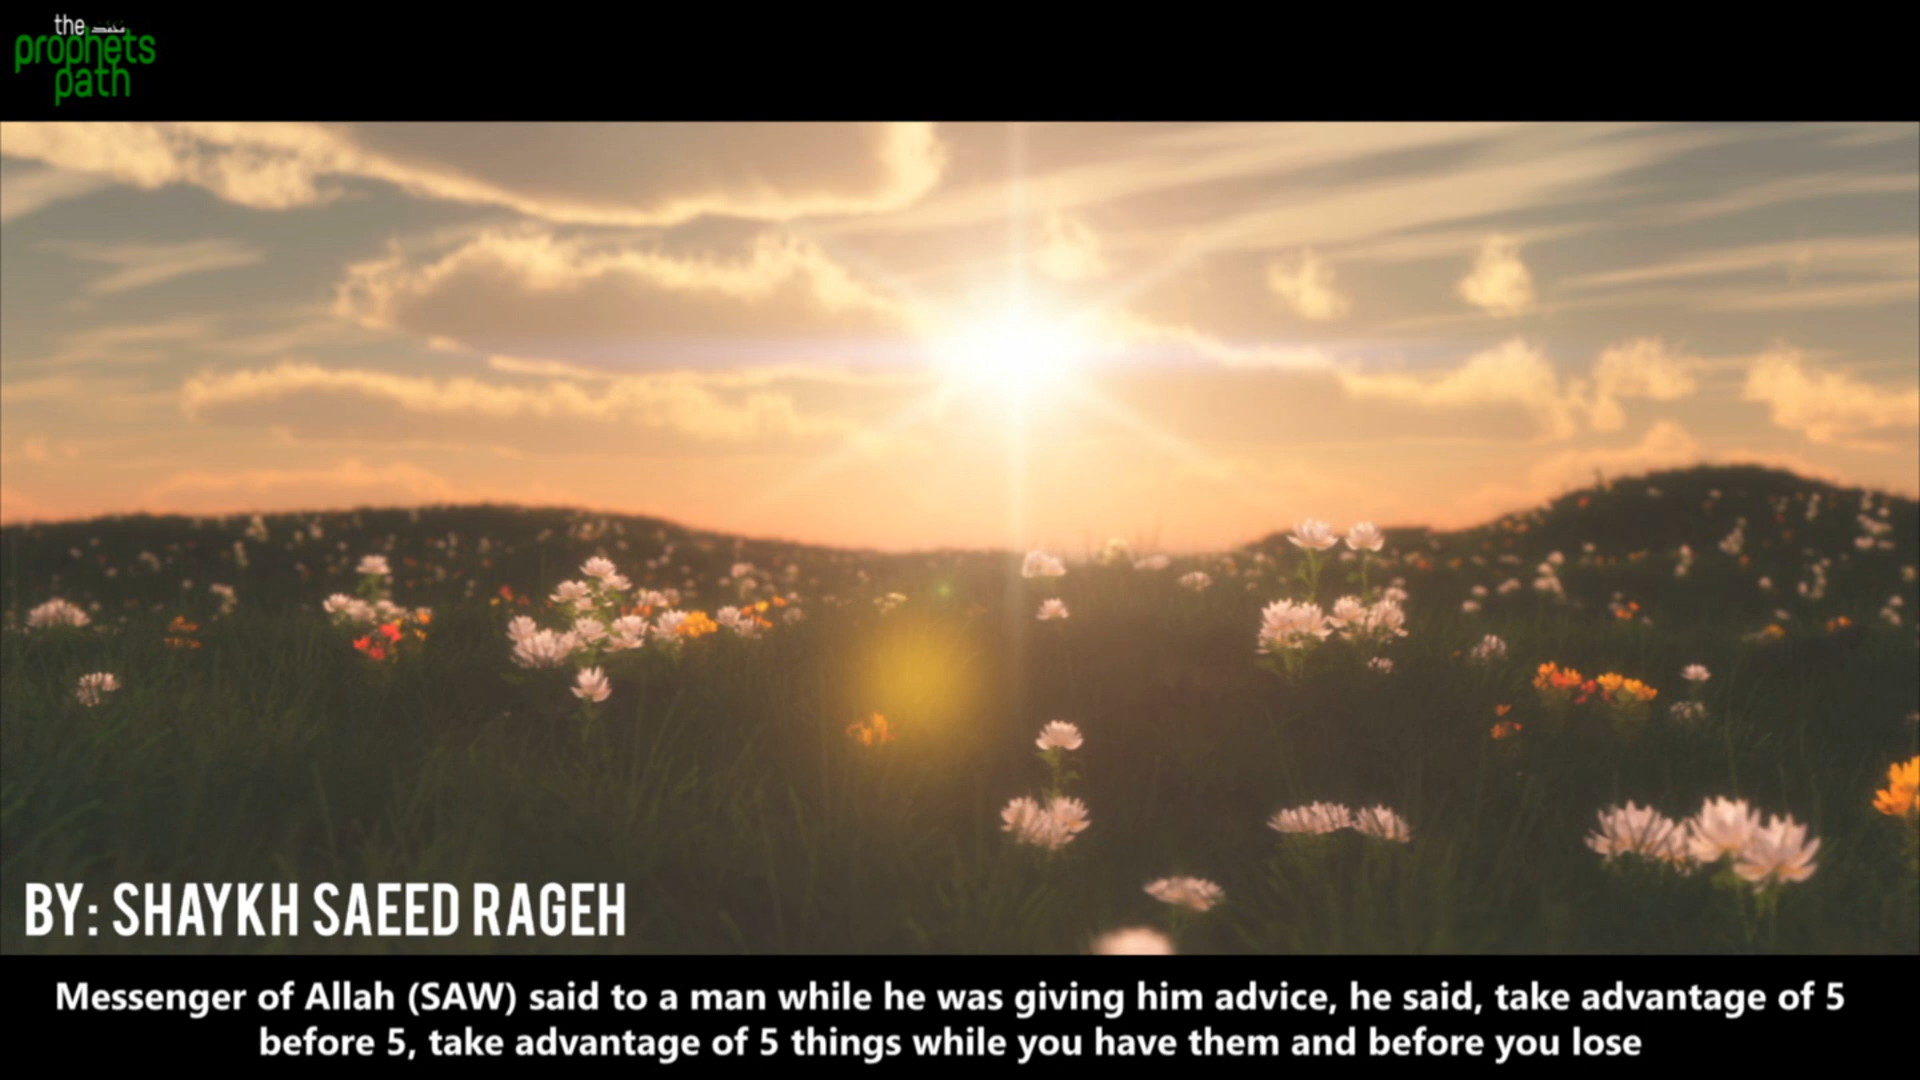 the محمد
prophets
path
BY: SHAYKH SAEED RAGEH
Messenger of Allah (SAW) said to a man while he was giving him advice, he said, take advantage of 5
before 5, take advantage of 5 things while you have them and before you lose